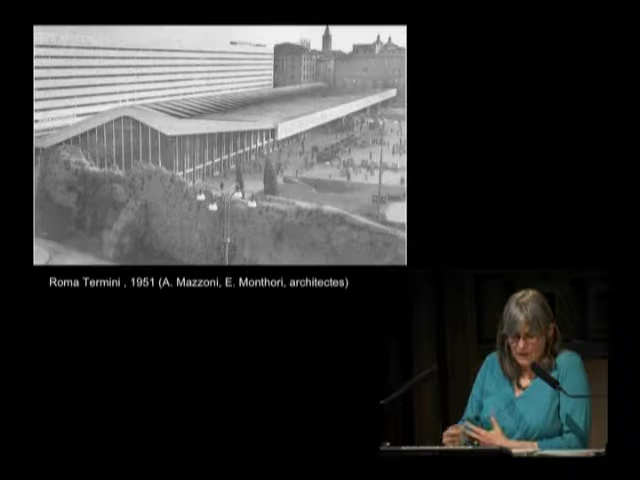 Roma Termini , 1951 (A. Mazzoni, E. Monthori, architectes)